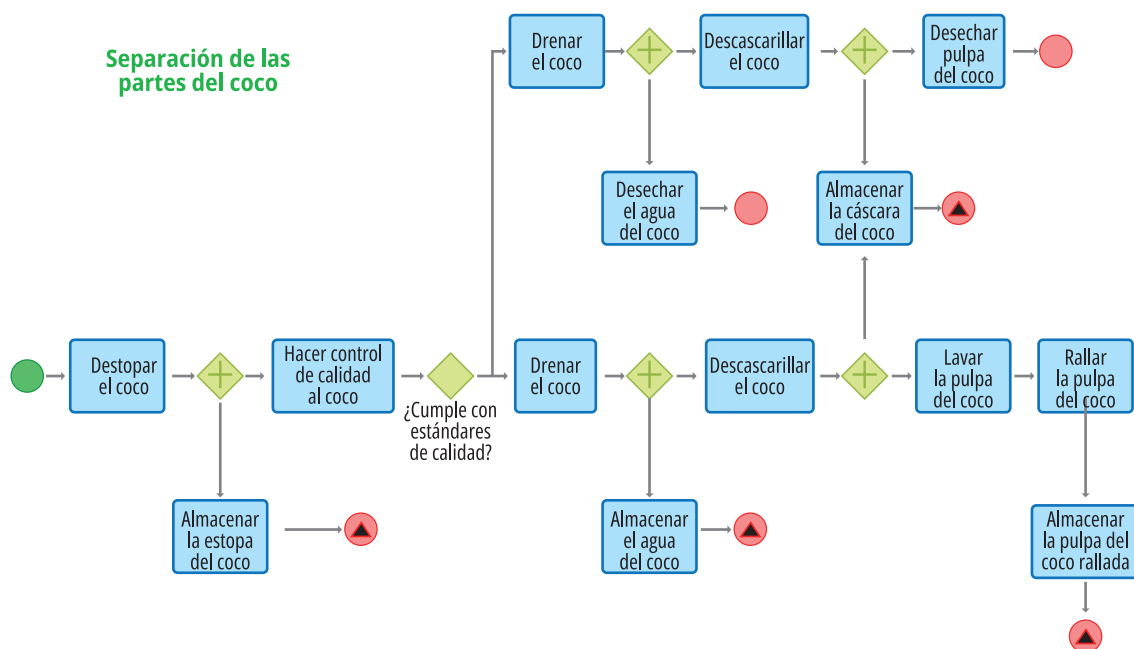 Separación de las
partes del coco
Drenar
el coco
Descascarillar
el coco
Desechar
pulpa
del coco
Desechar
el agua
del coco
Almacenar
la cáscara
del coco
Destopar
el coco
Hacer control
de calidad
al coco
¿Cumple con
estándares
de calidad?
Drenar
el coco
Descascarillar
el coco
Lavar
la pulpa
del coco
Rallar
la pulpa
del coco
Almacenar
la estopa
del coco
Almacenar
el agua
del coco
Almacenar
la pulpa del
coco rallada